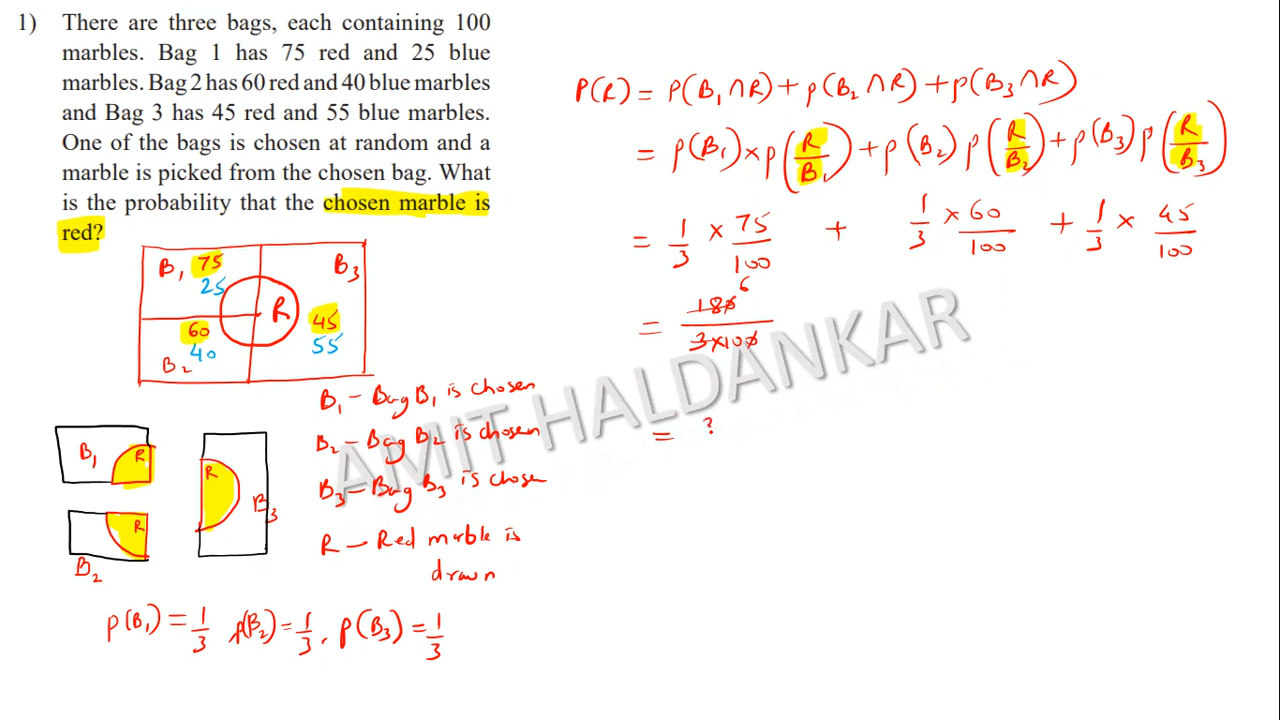 1) There are three bags, each containing 100
marbles. Bag 1 has 75 red and 25 blue
marbles. Bag 2 has 60 red and 40 blue marbles
and Bag 3 has 45 red and 55 blue marbles.
One of the bags is chosen at random and a
marble is picked from the chosen bag. What
is the probability that the chosen marble is
red?
B₁ 75 B₃
25
R
60 45
40 55
B₂
B₁ R
R
B₃
R
B₂
B₁ – Bag B₁ is chosen
B₂ – Bag B₂ is chosen
B₃ – Bag B₃ is chose
R – Red marble is
drawn
P(B₁) = 1/3 P(B₂) = 1/3, P(B₃) = 1/3
P(R) = P(B₁∩R) + P(B₂∩R) + P(B₃∩R)
= P(B₁) × P(R/B₁) + P(B₂) P(R/B₂) + P(B₃) P(R/B₃)
= 1/3 × 75/100 + 1/3 × 60/100 + 1/3 × 45/100
6
= 180/3×100
= ?
AMIT HALDANKAR